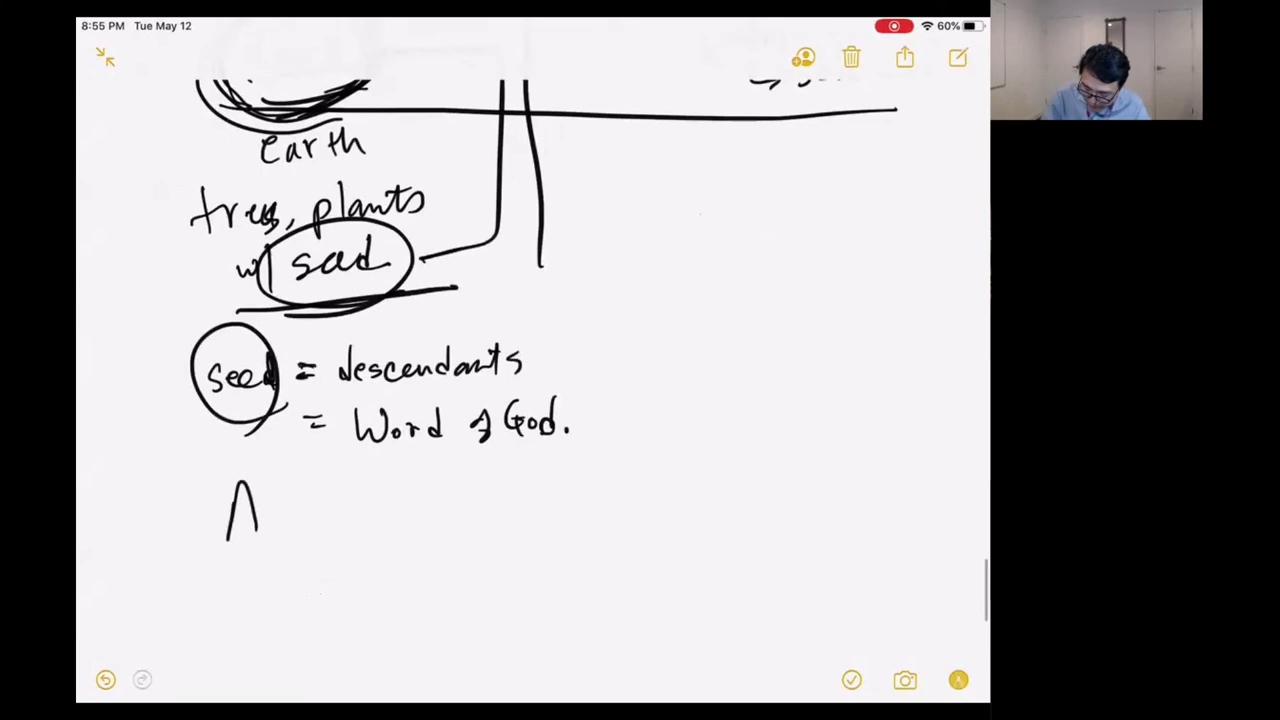 8:55 PM Tue May 12
60%
earth
trees, plants
w/ seed
seed = descendants
= Word of God.